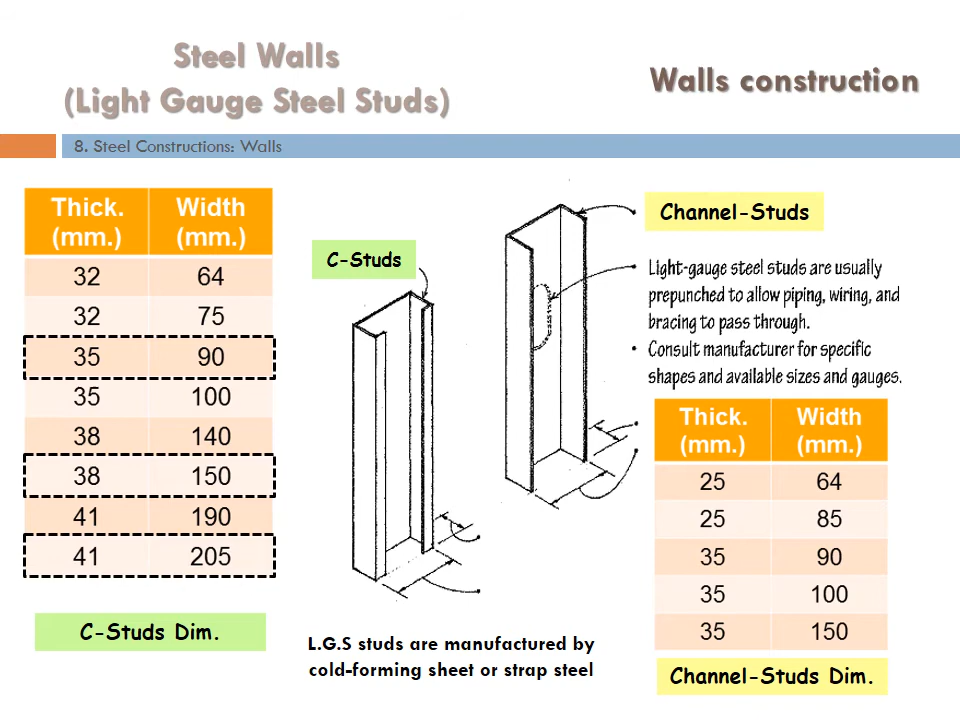 Steel Walls
(Light Gauge Steel Studs)
Walls construction
8. Steel Constructions: Walls
Thick. (mm.) Width (mm.)
32 64
32 75
35 90
35 100
38 140
38 150
41 190
41 205
C-Studs Dim.
C-Studs
L.G.S studs are manufactured by
cold-forming sheet or strap steel
Channel-Studs
Light-gauge steel studs are usually
prepunched to allow piping, wiring, and
bracing to pass through.
• Consult manufacturer for specific
shapes and available sizes and gauges.
Thick. (mm.) Width (mm.)
25 64
25 85
35 90
35 100
35 150
Channel-Studs Dim.